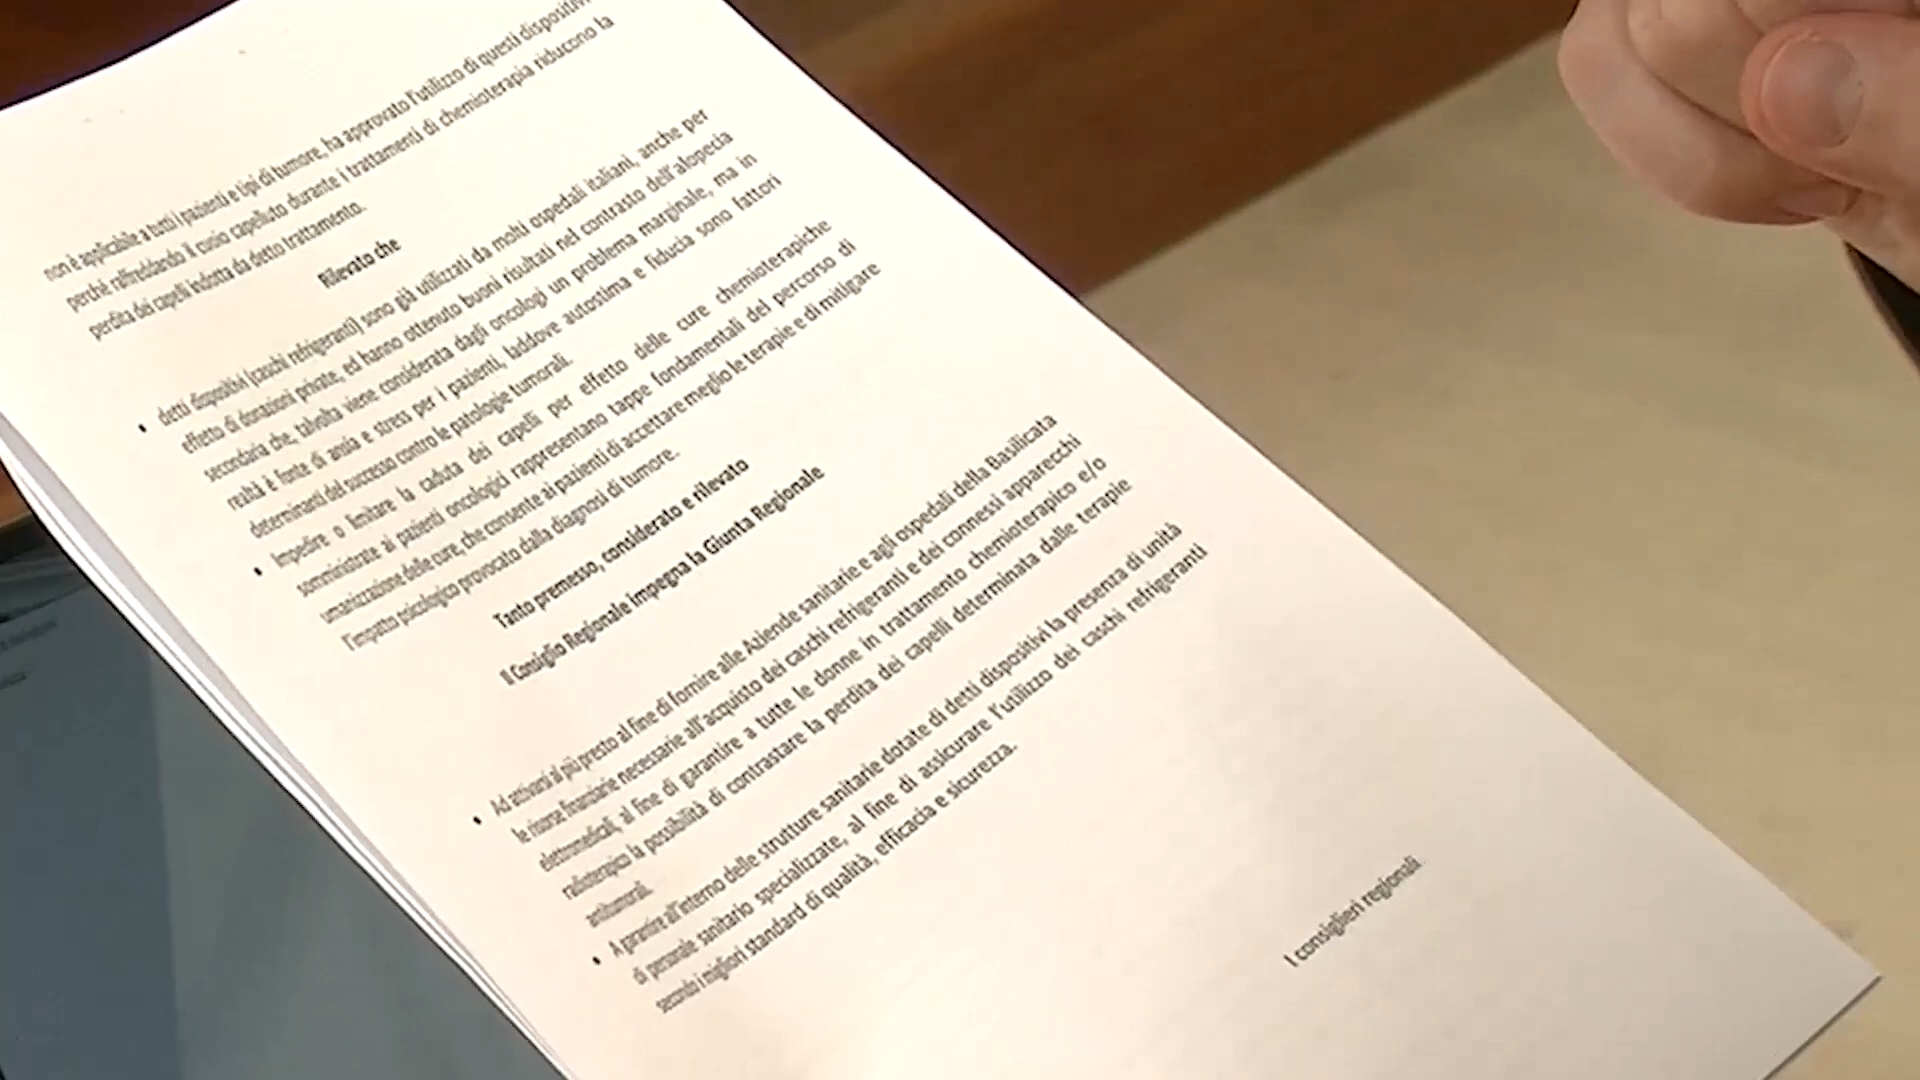 non è applicabile a tutti i pazienti e tipi di tumore, ha approvato l'utilizzo di questi dispositivi
perché raffreddando il cuoio capelluto durante i trattamenti di chemioterapia riducono la
perdita dei capelli indotta da detto trattamento.
Rilevato che
• detti dispositivi (caschi refrigeranti) sono già utilizzati da molti ospedali italiani, anche per
effetto di donazioni private, ed hanno ottenuto buoni risultati nel contrasto dell'alopecia
secondaria che, talvolta viene considerata dagli oncologi un problema marginale, ma in
realtà è fonte di ansia e stress per i pazienti, laddove autostima e fiducia sono fattori
determinanti del successo contro le patologie tumorali.
• Impedire o limitare la caduta dei capelli per effetto delle cure chemioterapiche
somministrate ai pazienti oncologici rappresentano tappe fondamentali del percorso di
umanizzazione delle cure, che consente ai pazienti di accettare meglio le terapie e di mitigare
l'impatto psicologico provocato dalla diagnosi di tumore.
Tanto premesso, considerato e rilevato
Il Consiglio Regionale impegna la Giunta Regionale
• Ad attivarsi al più presto al fine di fornire alle Aziende sanitarie e agli ospedali della Basilicata
le risorse finanziarie necessarie all'acquisto dei caschi refrigeranti e dei connessi apparecchi
elettromedicali, al fine di garantire a tutte le donne in trattamento chemioterapico e/o
radioterapico la possibilità di contrastare la perdita dei capelli determinata dalle terapie
antitumorali.
• A garantire all'interno delle strutture sanitarie dotate di detti dispositivi la presenza di unità
di personale sanitario specializzate, al fine di assicurare l'utilizzo dei caschi refrigeranti
secondo i migliori standard di qualità, efficacia e sicurezza.
I consiglieri regionali